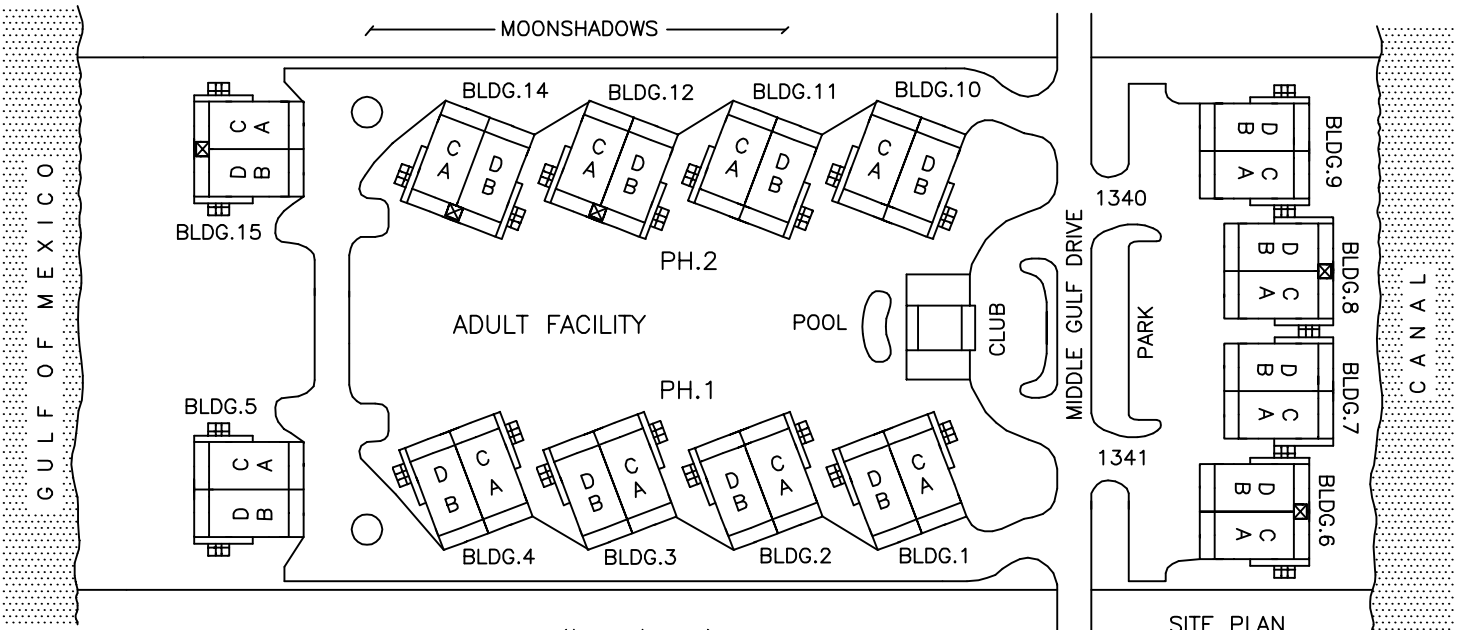 MOONSHADOWS
BLDG.14
BLDG.12
BLDG.11
BLDG.10
C A
D B
BLDG.15
C A D B
C A D B
C A D B
C A D B
D B C A
BLDG.9
1340
D B C A
BLDG.8
PH.2
GULF OF MEXICO
ADULT FACILITY
POOL
CLUB
MIDDLE GULF DRIVE
PARK
CANAL
PH.1
D B C A
BLDG.7
BLDG.5
C A
D B
D B C A
D B C A
D B C A
D B C A
1341
D B C A
BLDG.6
BLDG.4
BLDG.3
BLDG.2
BLDG.1
SITE PLAN